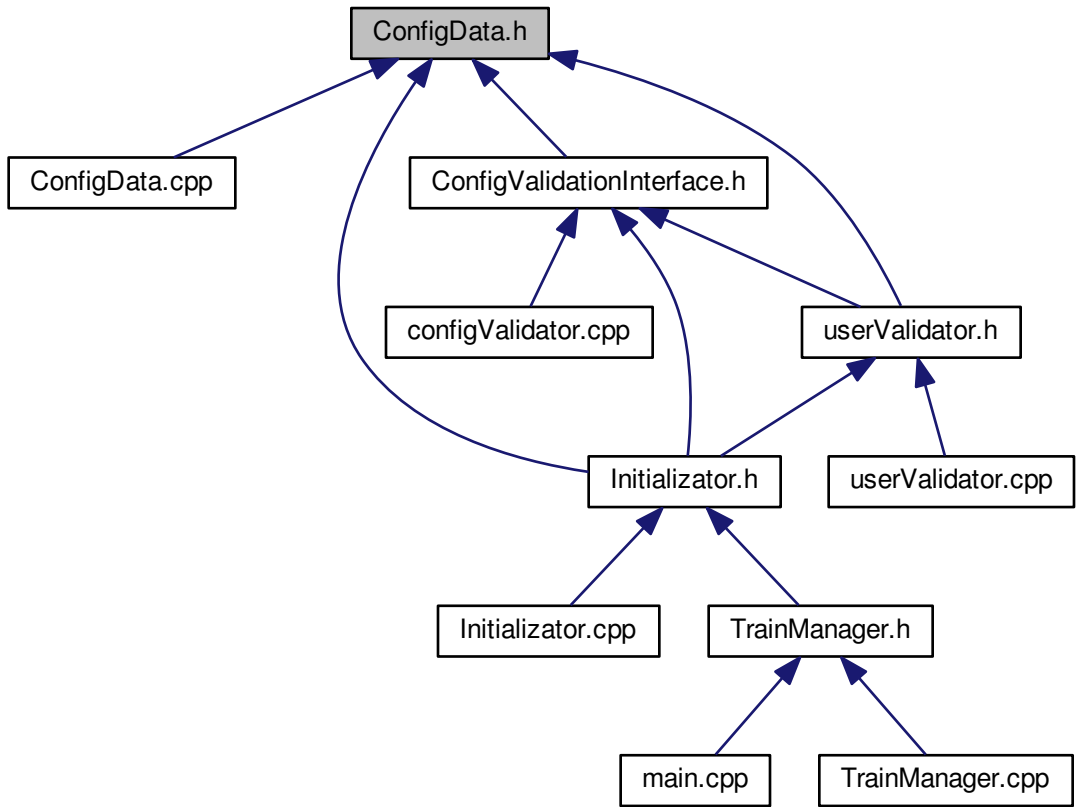 ConfigData.h
ConfigData.cpp
ConfigValidationInterface.h
configValidator.cpp
userValidator.h
Initializator.h
userValidator.cpp
Initializator.cpp
TrainManager.h
main.cpp
TrainManager.cpp